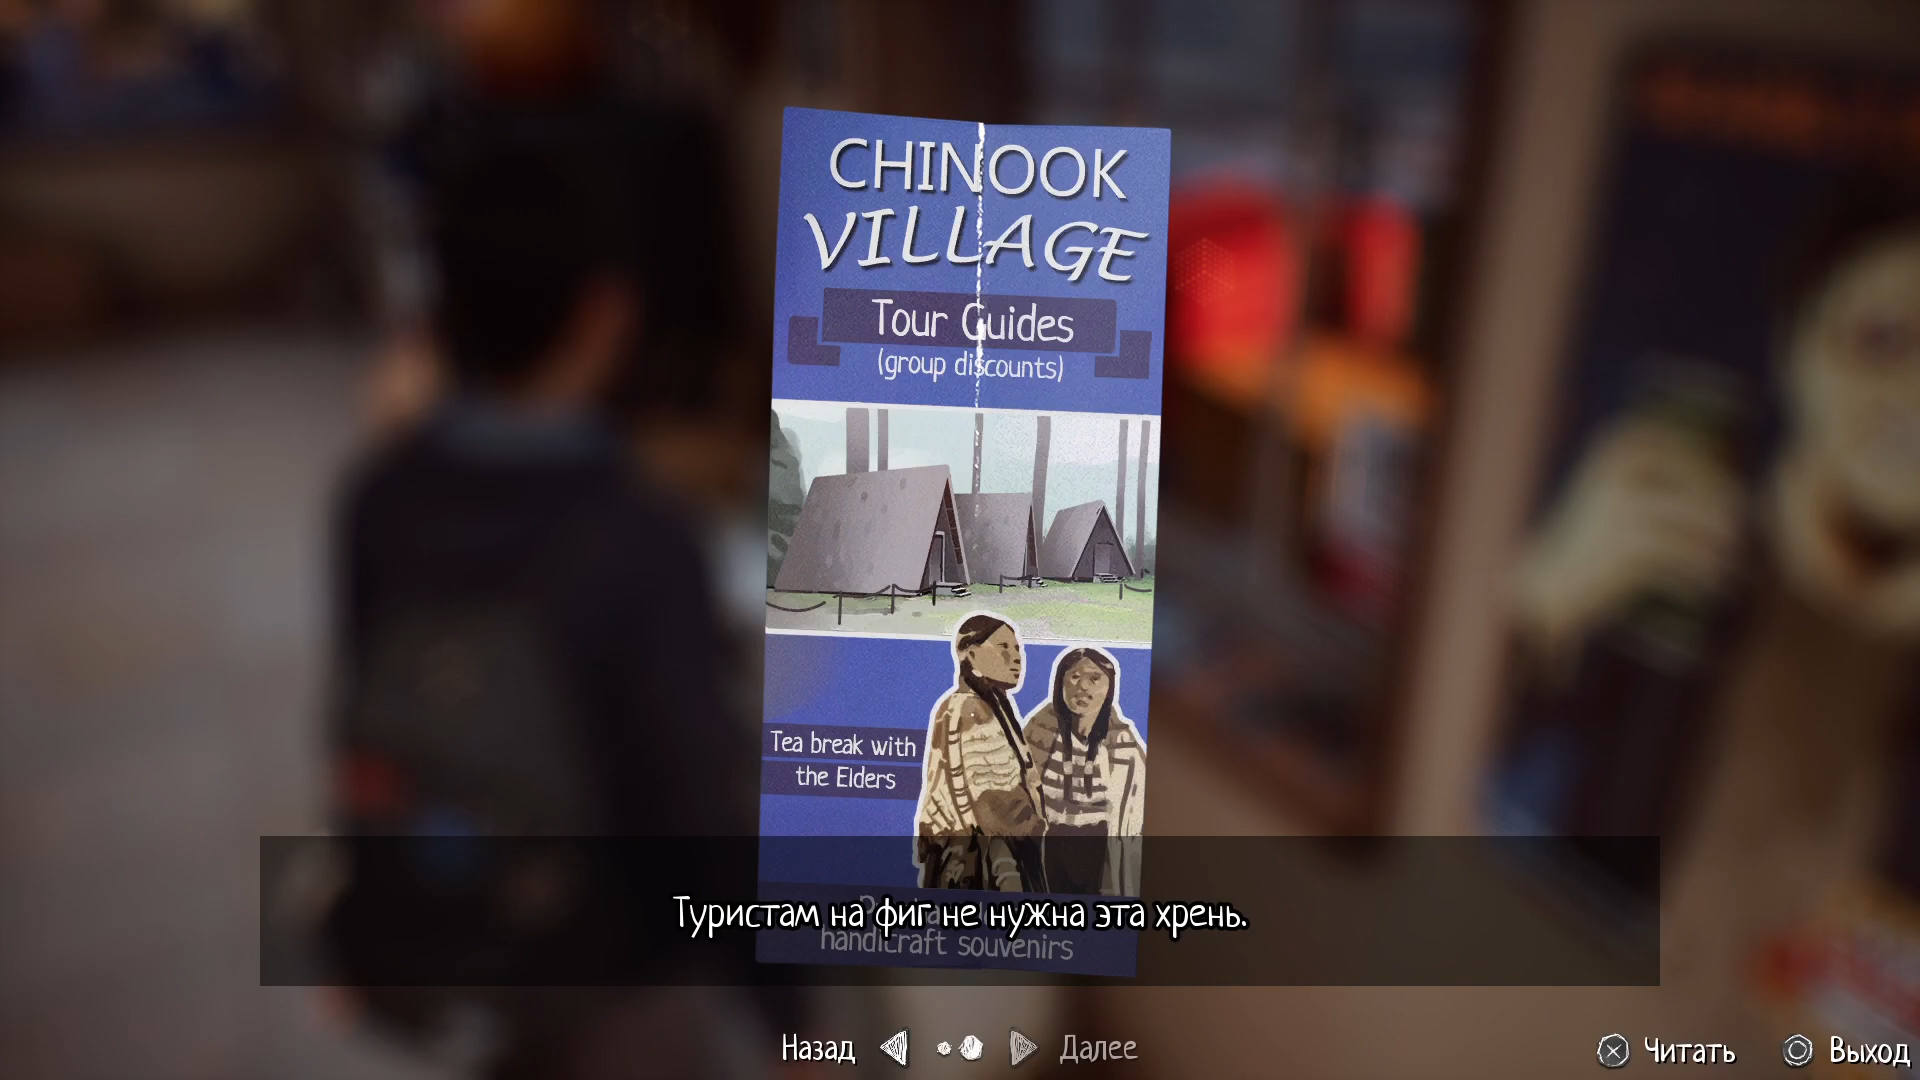 CHINOOK
VILLAGE
Tour Guides
(group discounts)
Tea break with
the Elders
Туристам на фиг не нужна эта хрень.
handicraft souvenirs
Назад
Далее
Читать
Выход